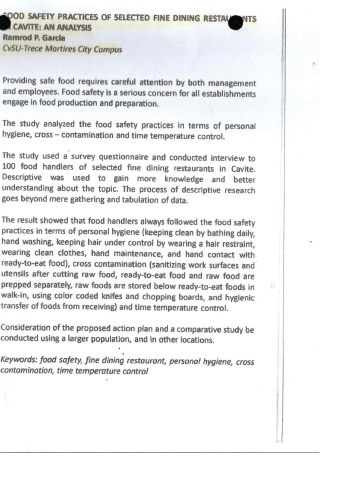 FOOD SAFETY PRACTICES OF SELECTED FINE DINING RESTAURANTS
CAVITE: AN ANALYSIS
Ramrod P. Garcia
CvSU-Trece Martires City Campus
Providing safe food requires careful attention by both management
and employees. Food safety is a serious concern for all establishments
engage in food production and preparation.
The study analyzed the food safety practices in terms of personal
hygiene, cross – contamination and time temperature control.
The study used a survey questionnaire and conducted interview to
100 food handlers of selected fine dining restaurants in Cavite.
Descriptive was used to gain more knowledge and better
understanding about the topic. The process of descriptive research
goes beyond mere gathering and tabulation of data.
The result showed that food handlers always followed the food safety
practices in terms of personal hygiene (keeping clean by bathing daily,
hand washing, keeping hair under control by wearing a hair restraint,
wearing clean clothes, hand maintenance, and hand contact with
ready-to-eat food), cross contamination (sanitizing work surfaces and
utensils after cutting raw food, ready-to-eat food and raw food are
prepped separately, raw foods are stored below ready-to-eat foods in
walk-in, using color coded knifes and chopping boards, and hygienic
transfer of foods from receiving) and time temperature control.
Consideration of the proposed action plan and a comparative study be
conducted using a larger population, and in other locations.
Keywords: food safety, fine dining restaurant, personal hygiene, cross
contamination, time temperature control